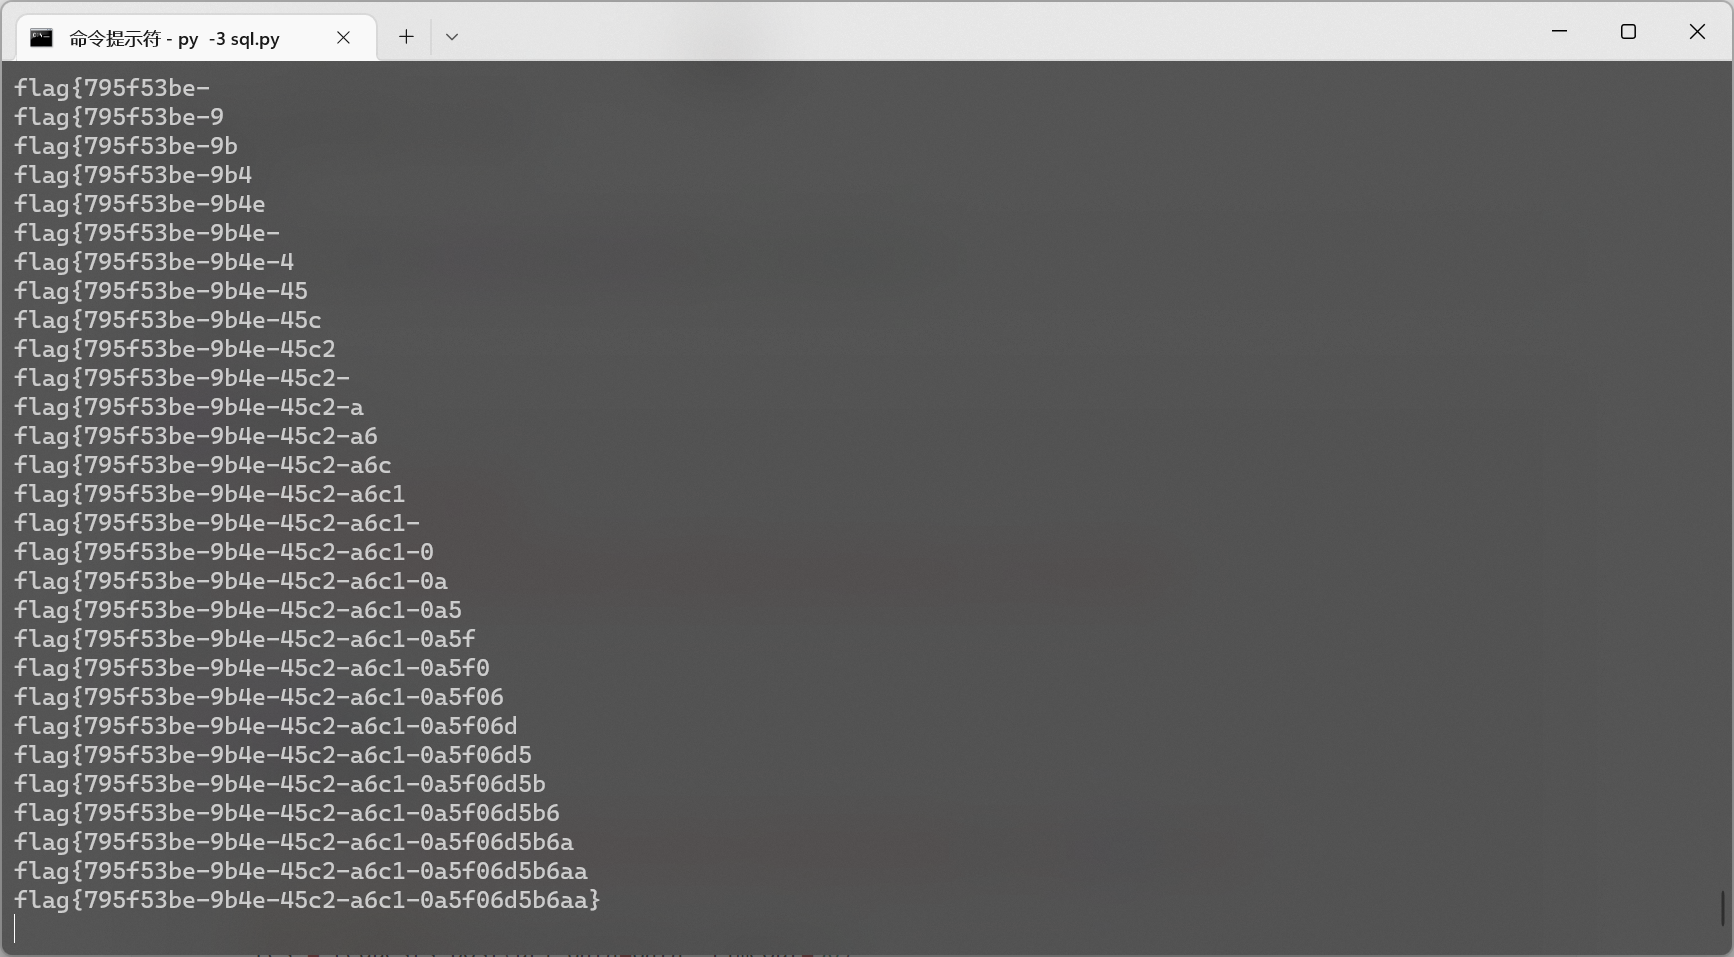 命令提示符 - py  -3 sql.py
flag{795f53be-
flag{795f53be-9
flag{795f53be-9b
flag{795f53be-9b4
flag{795f53be-9b4e
flag{795f53be-9b4e-
flag{795f53be-9b4e-4
flag{795f53be-9b4e-45
flag{795f53be-9b4e-45c
flag{795f53be-9b4e-45c2
flag{795f53be-9b4e-45c2-
flag{795f53be-9b4e-45c2-a
flag{795f53be-9b4e-45c2-a6
flag{795f53be-9b4e-45c2-a6c
flag{795f53be-9b4e-45c2-a6c1
flag{795f53be-9b4e-45c2-a6c1-
flag{795f53be-9b4e-45c2-a6c1-0
flag{795f53be-9b4e-45c2-a6c1-0a
flag{795f53be-9b4e-45c2-a6c1-0a5
flag{795f53be-9b4e-45c2-a6c1-0a5f
flag{795f53be-9b4e-45c2-a6c1-0a5f0
flag{795f53be-9b4e-45c2-a6c1-0a5f06
flag{795f53be-9b4e-45c2-a6c1-0a5f06d
flag{795f53be-9b4e-45c2-a6c1-0a5f06d5
flag{795f53be-9b4e-45c2-a6c1-0a5f06d5b
flag{795f53be-9b4e-45c2-a6c1-0a5f06d5b6
flag{795f53be-9b4e-45c2-a6c1-0a5f06d5b6a
flag{795f53be-9b4e-45c2-a6c1-0a5f06d5b6aa
flag{795f53be-9b4e-45c2-a6c1-0a5f06d5b6aa}